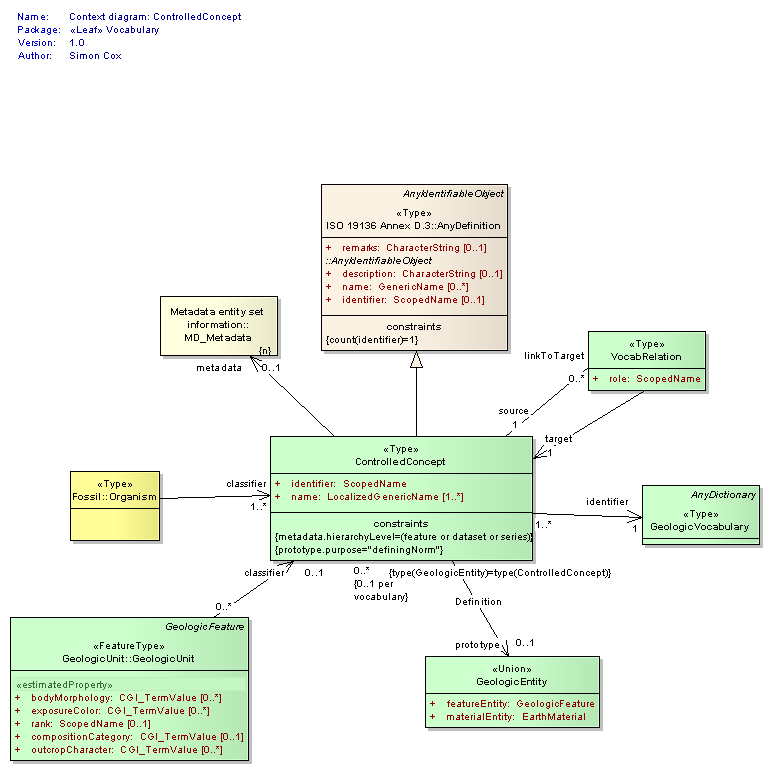 Name: Context diagram: ControlledConcept
Package: «Leaf» Vocabulary
Version: 1.0
Author: Simon Cox
AnyIdentifiableObject
«Type»
ISO 19136 Annex D.3::AnyDefinition
+ remarks: CharacterString [0..1]
::AnyIdentifiableObject
+ description: CharacterString [0..1]
+ name: GenericName [0..*]
+ identifier: ScopedName [0..1]
constraints
{count(identifier)=1}
Metadata entity set
information::
MD_Metadata
{n}
metadata
0..1
«Type»
VocabRelation
+ role: ScopedName
linkToTarget
0..*
source
1
target
1
«Type»
ControlledConcept
+ identifier: ScopedName
+ name: LocalizedGenericName [1..*]
constraints
{metadata.hierarchyLevel=(feature or dataset or series)}
{prototype.purpose="definingNorm"}
«Type»
Fossil::Organism
classifier
1..*
AnyDictionary
«Type»
GeologicVocabulary
identifier
1
1..*
classifier
0..1
0..*
{0..1 per
vocabulary}
{type(GeologicEntity)=type(ControlledConcept)}
Definition
prototype
0..1
0..*
GeologicFeature
«FeatureType»
GeologicUnit::GeologicUnit
«estimatedProperty»
+ bodyMorphology: CGI_TermValue [0..*]
+ exposureColor: CGI_TermValue [0..*]
+ rank: ScopedName [0..1]
+ compositionCategory: CGI_TermValue [0..1]
+ outcropCharacter: CGI_TermValue [0..*]
«Union»
GeologicEntity
+ featureEntity: GeologicFeature
+ materialEntity: EarthMaterial